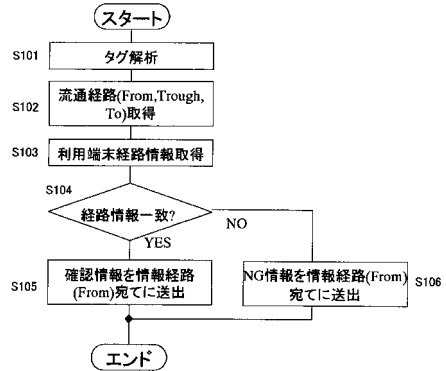 スタート
S101
タグ解析
S102
流通経路(From,Trough,
To)取得
S103
利用端末経路情報取得
S104
経路情報一致?
NO
YES
S105
確認情報を情報経路
(From)宛てに送出
NG情報を情報経路(From)
宛てに送出
S106
エンド